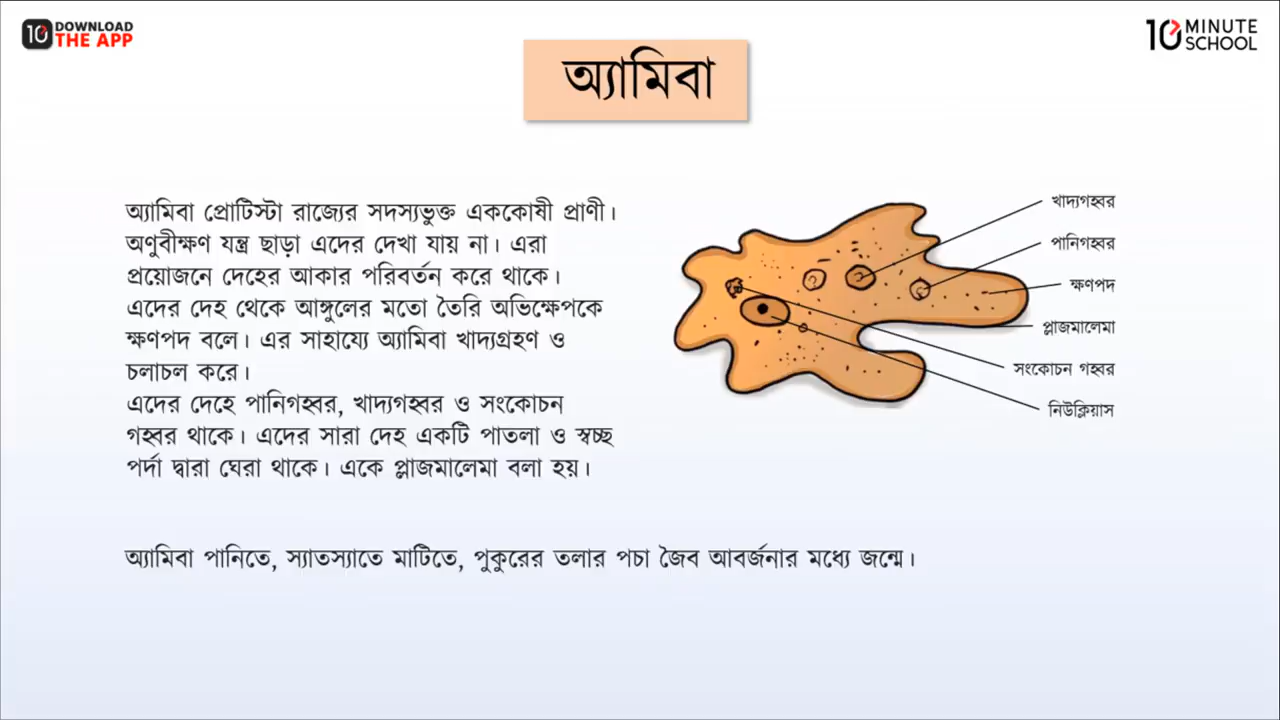 DOWNLOAD
THE APP
10 MINUTE
SCHOOL
অ্যামিবা
অ্যামিবা প্রোটিস্টা রাজ্যের সদস্যভুক্ত এককোষী প্রাণী।
অণুবীক্ষণ যন্ত্র ছাড়া এদের দেখা যায় না। এরা
প্রয়োজনে দেহের আকার পরিবর্তন করে থাকে।
এদের দেহ থেকে আঙ্গুলের মতো তৈরি অভিক্ষেপকে
ক্ষণপদ বলে। এর সাহায্যে অ্যামিবা খাদ্যগ্রহণ ও
চলাচল করে।
এদের দেহে পানিগহ্বর, খাদ্যগহ্বর ও সংকোচন
গহ্বর থাকে। এদের সারা দেহ একটি পাতলা ও স্বচ্ছ
পর্দা দ্বারা ঘেরা থাকে। একে প্লাজমালেমা বলা হয়।
খাদ্যগহ্বর
পানিগহ্বর
ক্ষণপদ
প্লাজমালেমা
সংকোচন গহ্বর
নিউক্লিয়াস
অ্যামিবা পানিতে, স্যাতস্যাতে মাটিতে, পুকুরের তলার পচা জৈব আবর্জনার মধ্যে জন্মে।